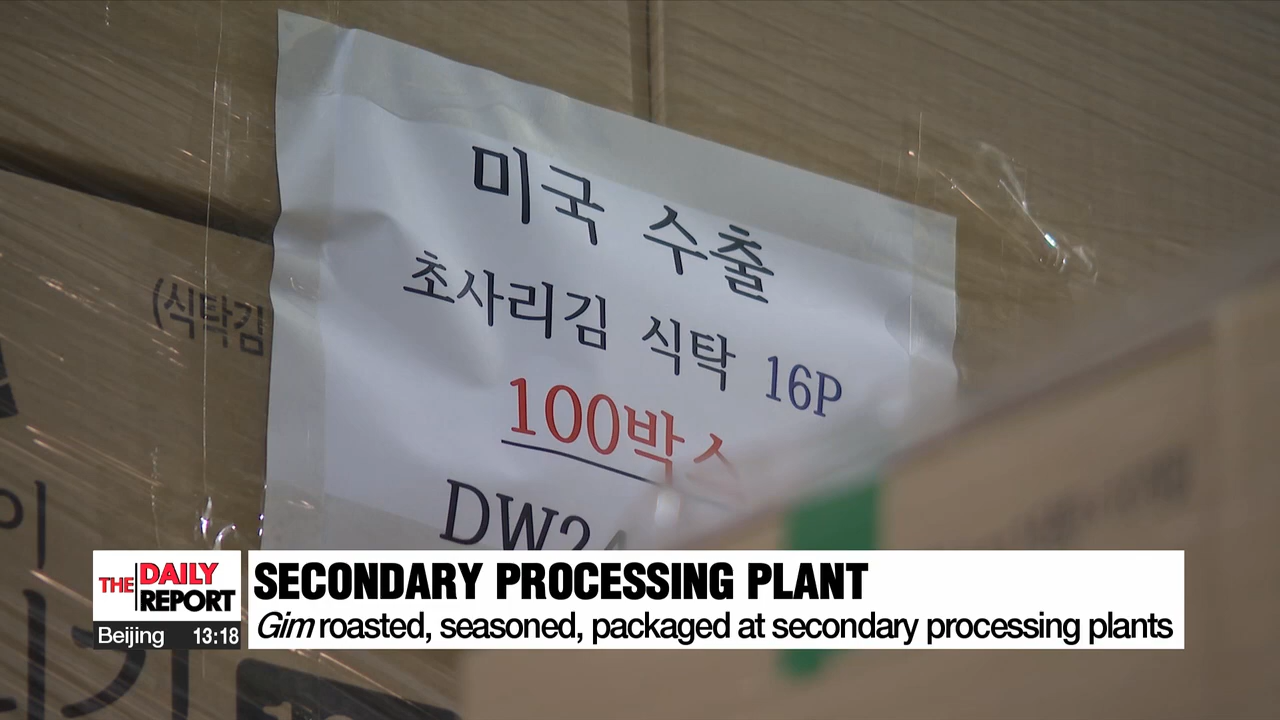 미국 수출
초사리김 식탁 16P
100박스
(식탁김
THE DAILY REPORT
SECONDARY PROCESSING PLANT
Gim roasted, seasoned, packaged at secondary processing plants
Beijing 13:18